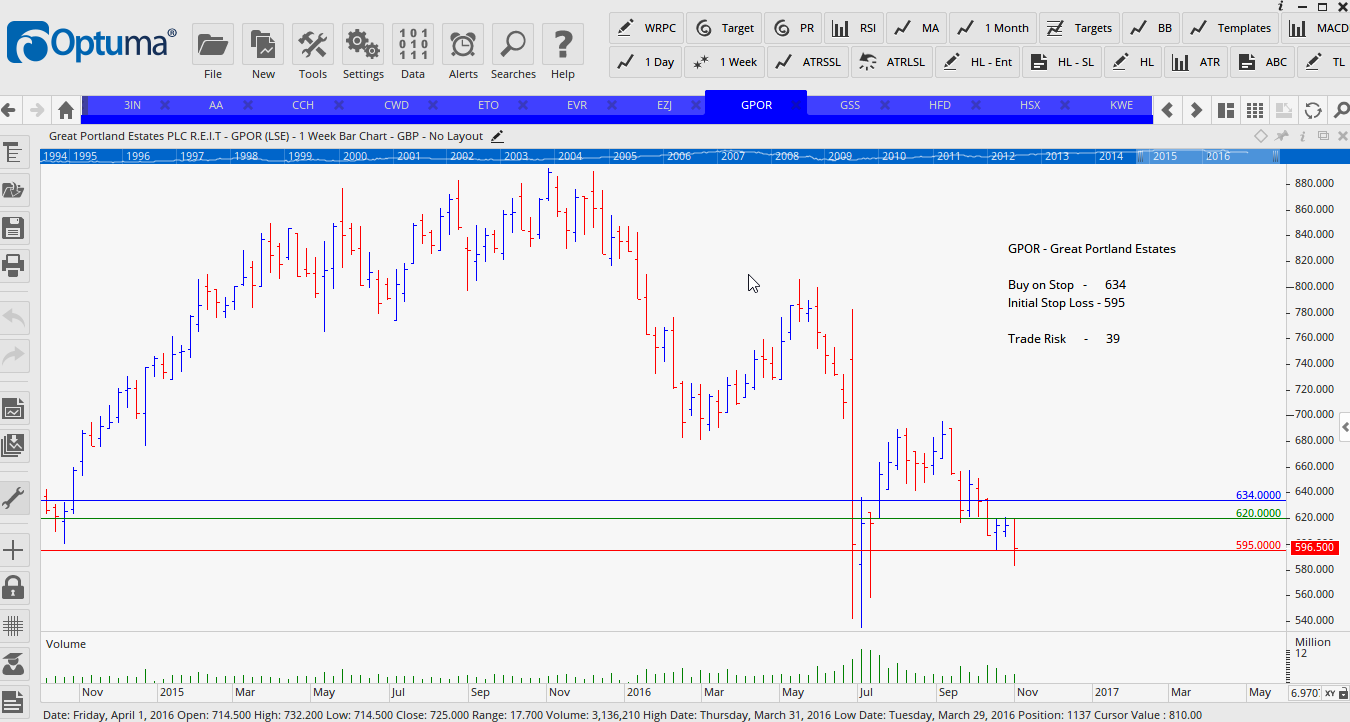 i
Optuma®
File New Tools Settings Data Alerts Searches Help
WRPC Target PR RSI MA 1 Month Targets BB Templates MACD
1 Day 1 Week ATRSSL ATRLSL HL - Ent HL - SL HL ATR ABC TL
3IN AA CCH CWD ETO EVR EZJ GPOR GSS HFD HSX KWE
Great Portland Estates PLC R.E.I.T - GPOR (LSE) - 1 Week Bar Chart - GBP - No Layout
1994 1995 1996 1997 1998 1999 2000 2001 2002 2003 2004 2005 2006 2007 2008 2009 2010 2011 2012 2013 2014 2015 2016
880.000
860.000
840.000
820.000
800.000
780.000
760.000
740.000
720.000
700.000
680.000
660.000
640.000
620.000
580.000
560.000
540.000
GPOR - Great Portland Estates
Buy on Stop - 634
Initial Stop Loss - 595
Trade Risk - 39
634.0000
620.0000
595.0000
596.500
Volume
Million
12
Nov 2015 Mar May Jul Sep Nov 2016 Mar May Jul Sep Nov 2017 Mar May
6.970 XY
Date: Friday, April 1, 2016 Open: 714.500 High: 732.200 Low: 714.500 Close: 725.000 Range: 17.700 Volume: 3,136,210 High Date: Thursday, March 31, 2016 Low Date: Tuesday, March 29, 2016 Position: 1137 Cursor Value : 810.00